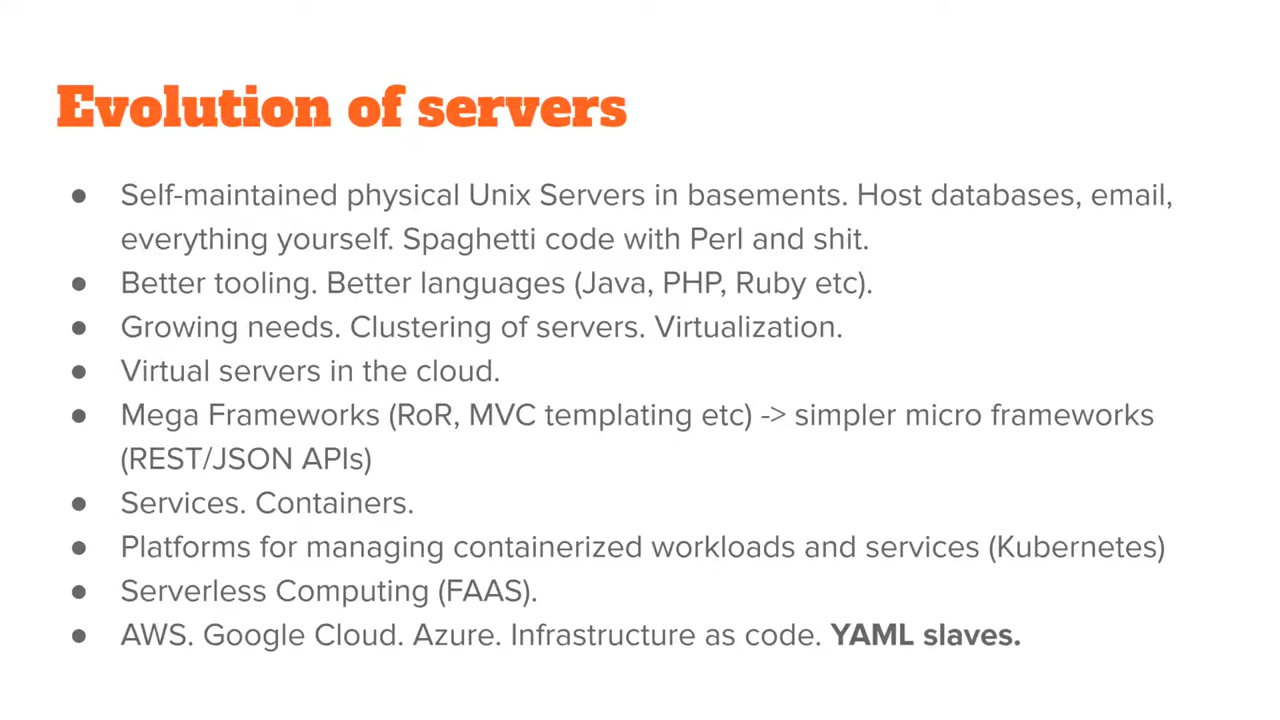 Evolution of servers
● Self-maintained physical Unix Servers in basements. Host databases, email,
everything yourself. Spaghetti code with Perl and shit.
● Better tooling. Better languages (Java, PHP, Ruby etc).
● Growing needs. Clustering of servers. Virtualization.
● Virtual servers in the cloud.
● Mega Frameworks (RoR, MVC templating etc) -> simpler micro frameworks
(REST/JSON APIs)
● Services. Containers.
● Platforms for managing containerized workloads and services (Kubernetes)
● Serverless Computing (FAAS).
● AWS. Google Cloud. Azure. Infrastructure as code. YAML slaves.